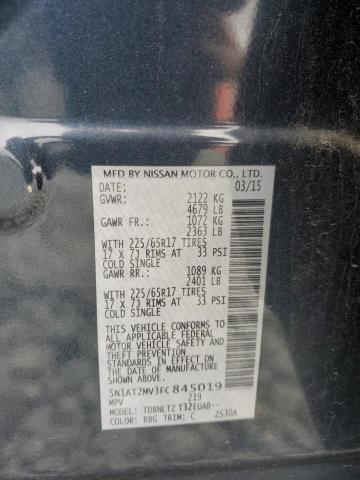 MFD BY NISSAN MOTOR CO., LTD.
DATE: 03/15
GVWR: 2122 KG
4679 LB
GAWR FR.: 1072 KG
2363 LB
WITH 225/65R17 TIRES
17 X 7J RIMS AT 33 PSI
COLD SINGLE
GAWR RR.: 1089 KG
2401 LB
WITH 225/65R17 TIRES
17 X 7J RIMS AT 33 PSI
COLD SINGLE
THIS VEHICLE CONFORMS TO
ALL APPLICABLE FEDERAL
MOTOR VEHICLE SAFETY
STANDARDS IN EFFECT ON THE
DATE OF MANUFACTURE SHOWN
ABOVE.
5N1AT2MV3FC845019
MPV 219
MODEL: TDBNLTZ T32EUAB--
COLOR: RBG TRIM: C 2S30A